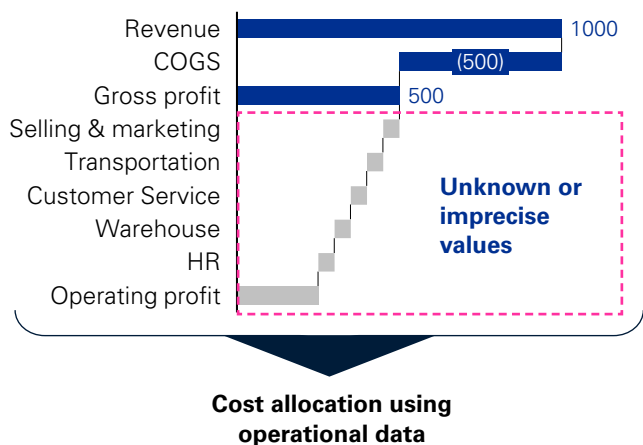 Revenue 1000
COGS (500)
Gross profit 500
Selling & marketing
Transportation
Customer Service
Warehouse
HR
Operating profit
Unknown or
imprecise
values
Cost allocation using
operational data